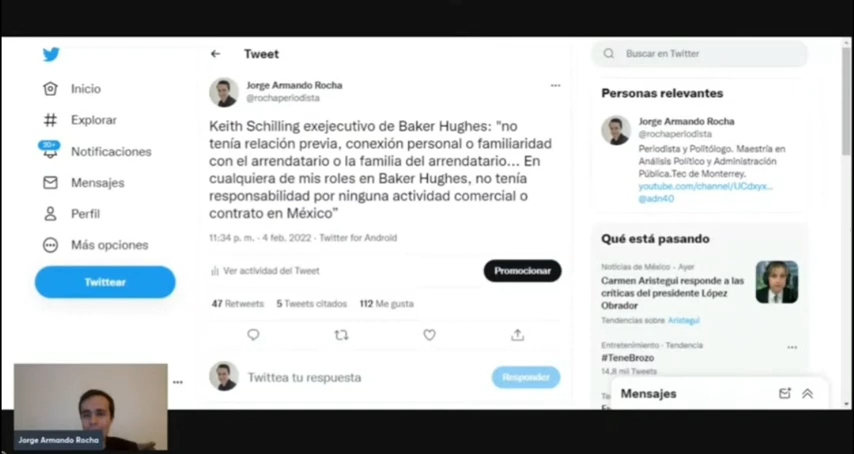 Tweet
Inicio
Explorar
20+
Notificaciones
Mensajes
Perfil
Más opciones
Twittear
Jorge Armando Rocha
@rochaperiodista
Keith Schilling exejecutivo de Baker Hughes: "no
tenía relación previa, conexión personal o familiaridad
con el arrendatario o la familia del arrendatario... En
cualquiera de mis roles en Baker Hughes, no tenía
responsabilidad por ninguna actividad comercial o
contrato en México"
11:34 p. m. · 4 feb. 2022 · Twitter for Android
Ver actividad del Tweet
Promocionar
47 Retweets 5 Tweets citados 112 Me gusta
Twittea tu respuesta
Responder
Buscar en Twitter
Personas relevantes
Jorge Armando Rocha
@rochaperiodista
Periodista y Politólogo. Maestría en
Análisis Político y Administración
Pública.Tec de Monterrey.
youtube.com/channel/UCdxyx...
@adn40
Qué está pasando
Noticias de México · Ayer
Carmen Aristegui responde a las
críticas del presidente López
Obrador
Tendencias sobre Aristegui
Entretenimiento · Tendencia
#TeneBrozo
14,8 mil Tweets
Mensajes
Jorge Armando Rocha